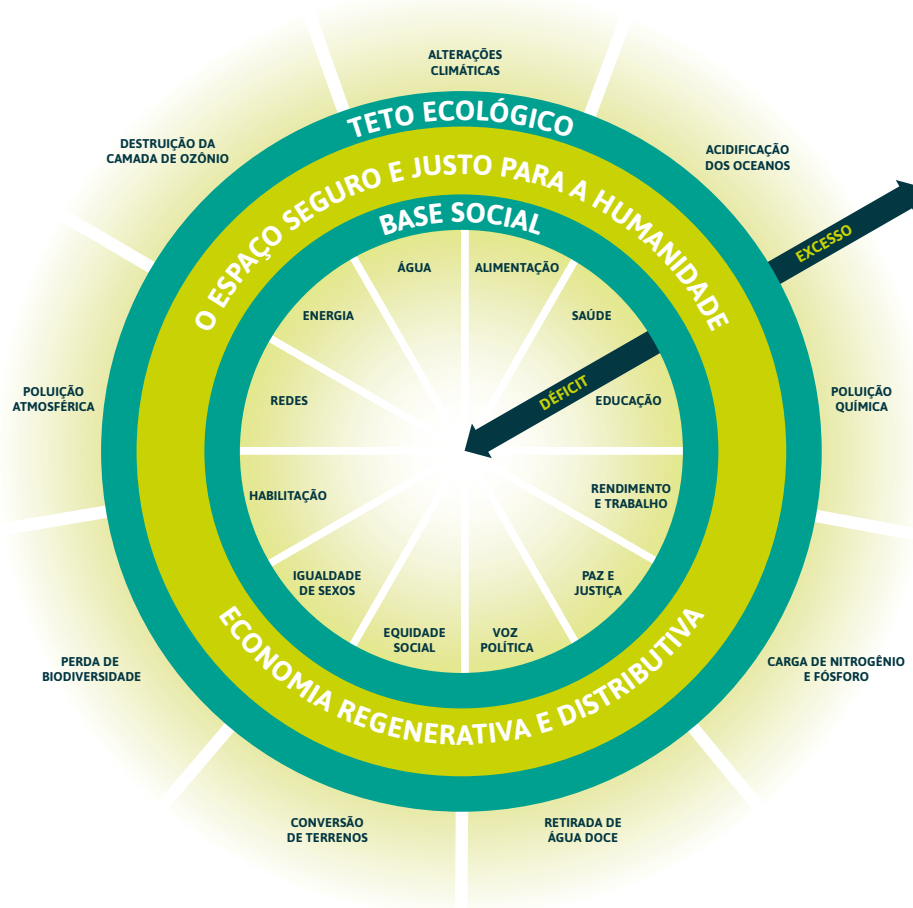 ALTERAÇÕES
CLIMÁTICAS
TETO ECOLÓGICO
DESTRUIÇÃO DA
CAMADA DE OZÔNIO
ACIDIFICAÇÃO
DOS OCEANOS
O ESPAÇO SEGURO E JUSTO PARA A HUMANIDADE
EXCESSO
BASE SOCIAL
ÁGUA
ALIMENTAÇÃO
ENERGIA
SAÚDE
REDES
DÉFICIT
EDUCAÇÃO
POLUIÇÃO
ATMOSFÉRICA
POLUIÇÃO
QUÍMICA
HABILITAÇÃO
RENDIMENTO
E TRABALHO
IGUALDADE
DE SEXOS
PAZ E
JUSTIÇA
EQUIDADE
SOCIAL
VOZ
POLÍTICA
PERDA DE
BIODIVERSIDADE
CARGA DE NITROGÊNIO
E FÓSFORO
ECONOMIA REGENERATIVA E DISTRIBUTIVA
CONVERSÃO
DE TERRENOS
RETIRADA DE
ÁGUA DOCE